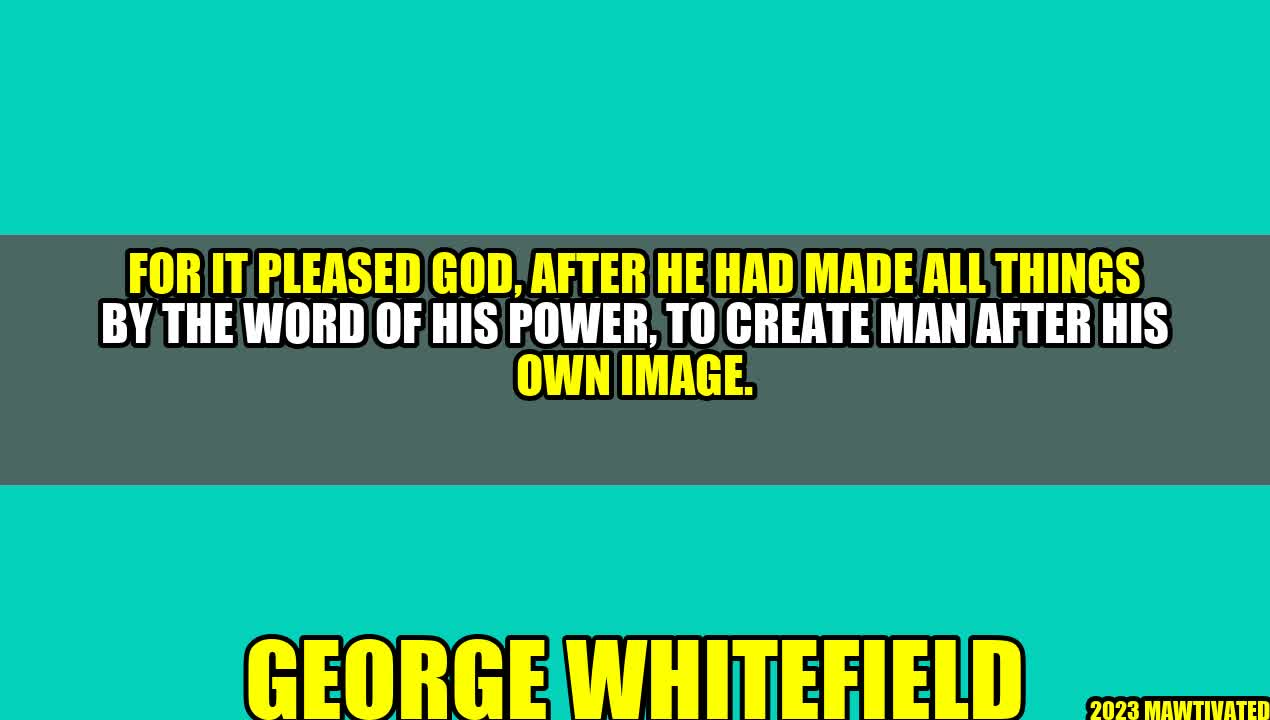 FOR IT PLEASED GOD, AFTER HE HAD MADE ALL THINGS
BY THE WORD OF HIS POWER, TO CREATE MAN AFTER HIS
OWN IMAGE.
GEORGE WHITEFIELD
2023 MAWTIVATED